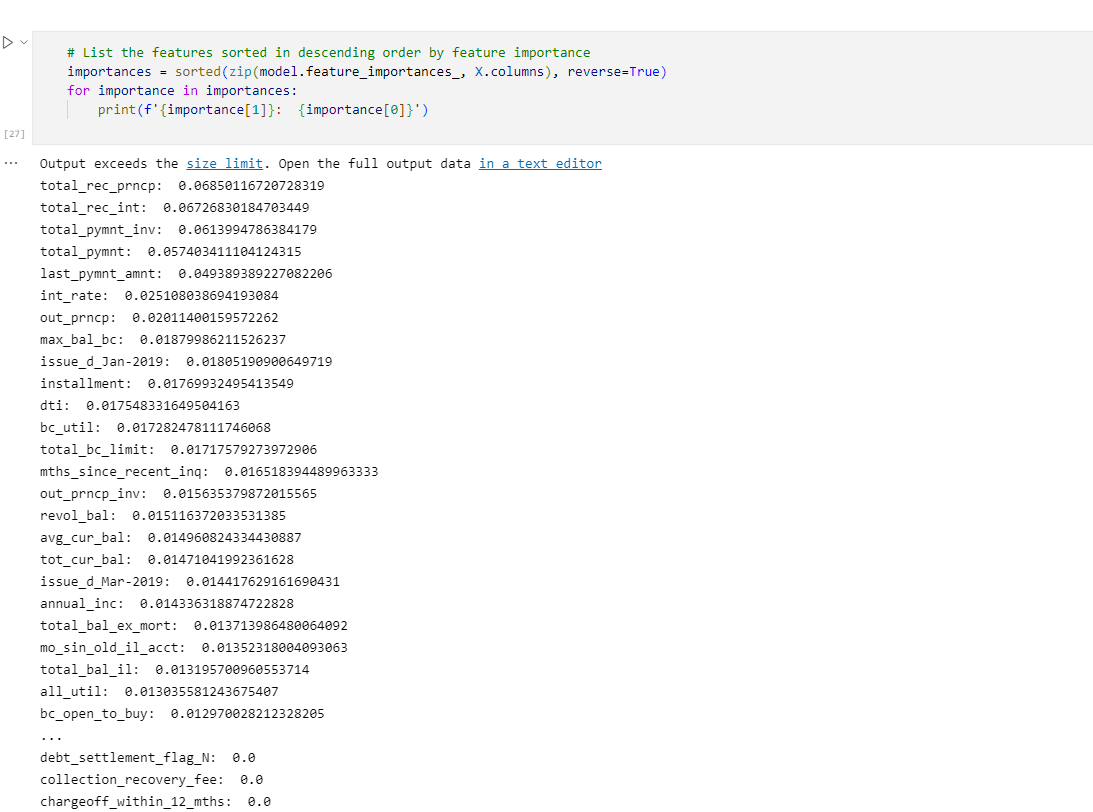 # List the features sorted in descending order by feature importance
importances = sorted(zip(model.feature_importances_, X.columns), reverse=True)
for importance in importances:
    print(f'{importance[1]}:  {importance[0]}')
[27]
... Output exceeds the size limit. Open the full output data in a text editor
total_rec_prncp:  0.06850116720728319
total_rec_int:  0.06726830184703449
total_pymnt_inv:  0.0613994786384179
total_pymnt:  0.057403411104124315
last_pymnt_amnt:  0.049389389227082206
int_rate:  0.025108038694193084
out_prncp:  0.02011400159572262
max_bal_bc:  0.01879986211526237
issue_d_Jan-2019:  0.01805190900649719
installment:  0.01769932495413549
dti:  0.017548331649504163
bc_util:  0.017282478111746068
total_bc_limit:  0.01717579273972906
mths_since_recent_inq:  0.016518394489963333
out_prncp_inv:  0.015635379872015565
revol_bal:  0.015116372033531385
avg_cur_bal:  0.014960824334430887
tot_cur_bal:  0.01471041992361628
issue_d_Mar-2019:  0.014417629161690431
annual_inc:  0.014336318874722828
total_bal_ex_mort:  0.013713986480064092
mo_sin_old_il_acct:  0.01352318004093063
total_bal_il:  0.013195700960553714
all_util:  0.013035581243675407
bc_open_to_buy:  0.012970028212328205
...
debt_settlement_flag_N:  0.0
collection_recovery_fee:  0.0
chargeoff_within_12_mths:  0.0